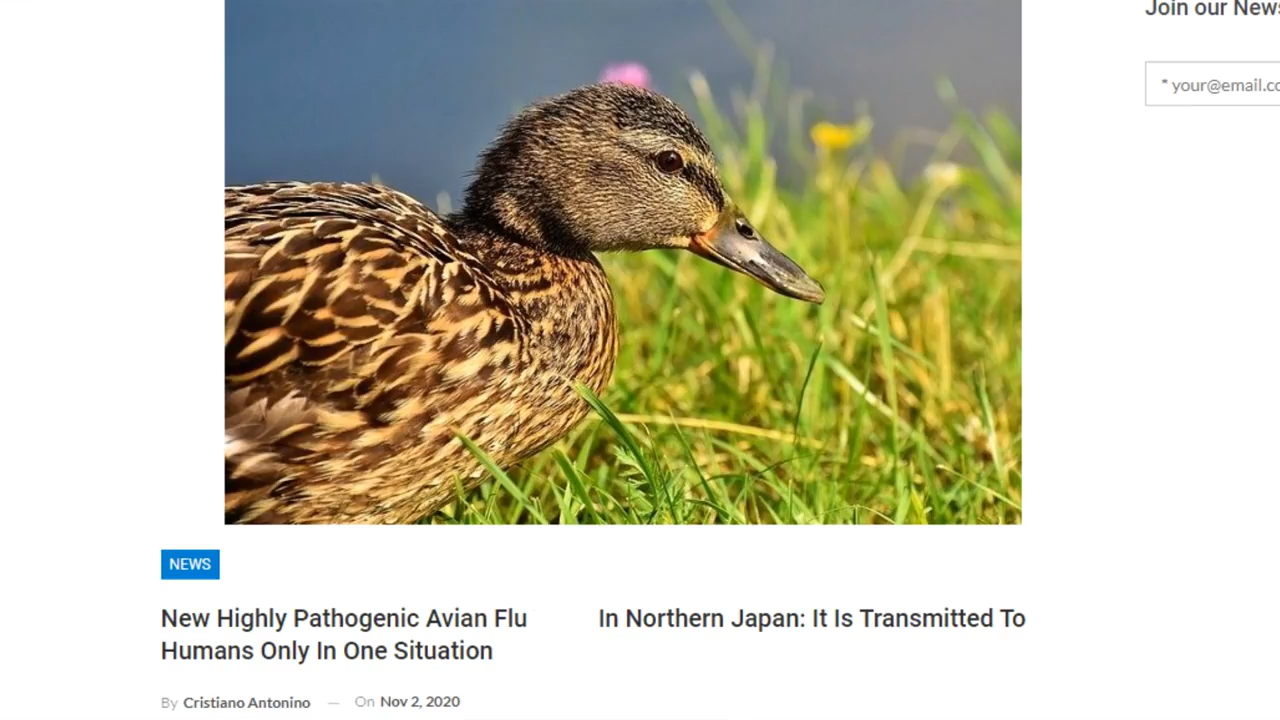 Join our News
* your@email.co
NEWS
New Highly Pathogenic Avian Flu In Northern Japan: It Is Transmitted To
Humans Only In One Situation
By Cristiano Antonino — On Nov 2, 2020